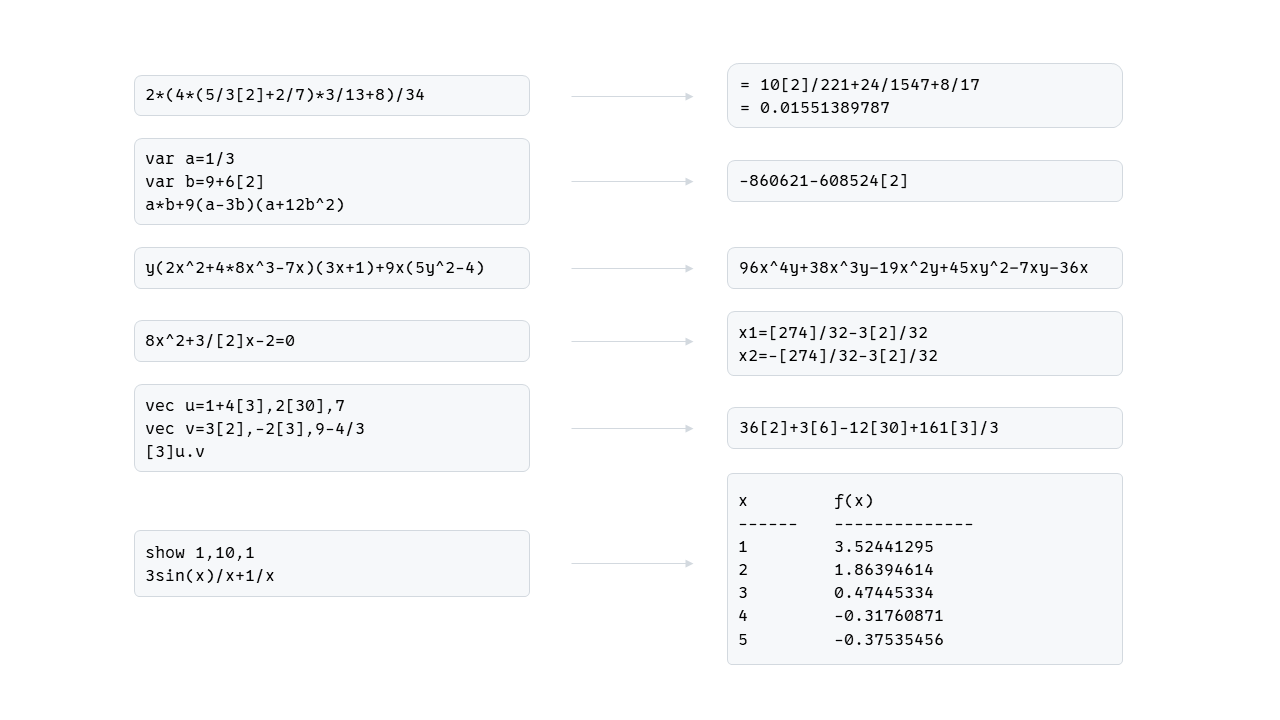 2*(4*(5/3[2]+2/7)*3/13+8)/34
= 10[2]/221+24/1547+8/17
= 0.01551389787
var a=1/3
var b=9+6[2]
a*b+9(a-3b)(a+12b^2)
-860621-608524[2]
y(2x^2+4*8x^3-7x)(3x+1)+9x(5y^2-4)
96x^4y+38x^3y-19x^2y+45xy^2-7xy-36x
8x^2+3/[2]x-2=0
x1=[274]/32-3[2]/32
x2=-[274]/32-3[2]/32
vec u=1+4[3],2[30],7
vec v=3[2],-2[3],9-4/3
[3]u.v
36[2]+3[6]-12[30]+161[3]/3
show 1,10,1
3sin(x)/x+1/x
x ƒ(x)
------ --------------
1 3.52441295
2 1.86394614
3 0.47445334
4 -0.31760871
5 -0.37535456